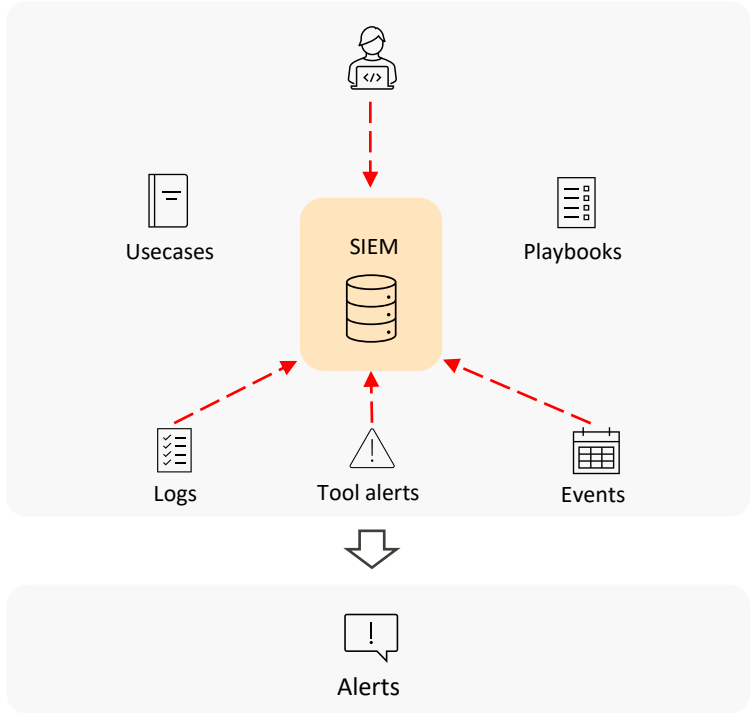 </>
Usecases
SIEM
Playbooks
Logs
Tool alerts
Events
Alerts